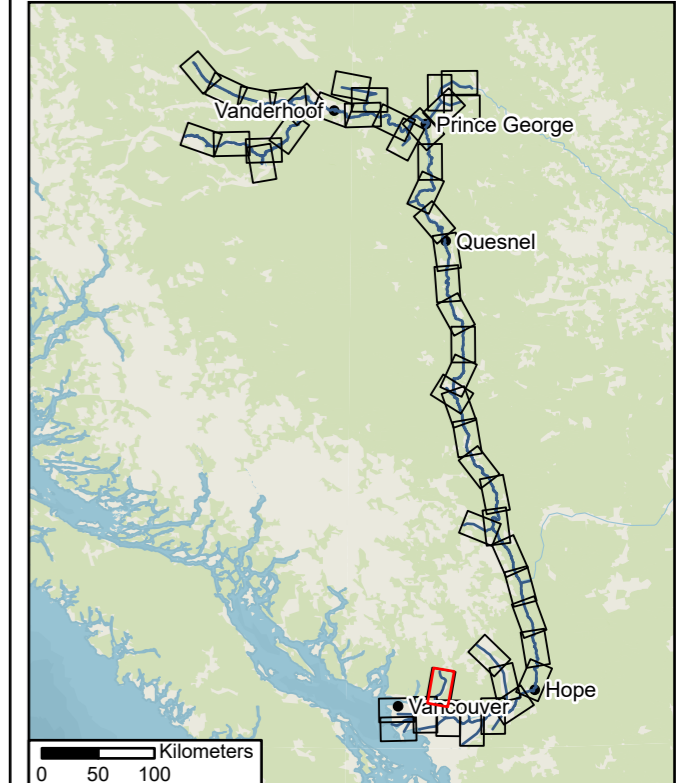 Vanderhoof
Prince George
Quesnel
Hope
Vancouver
Kilometers
0 50 100